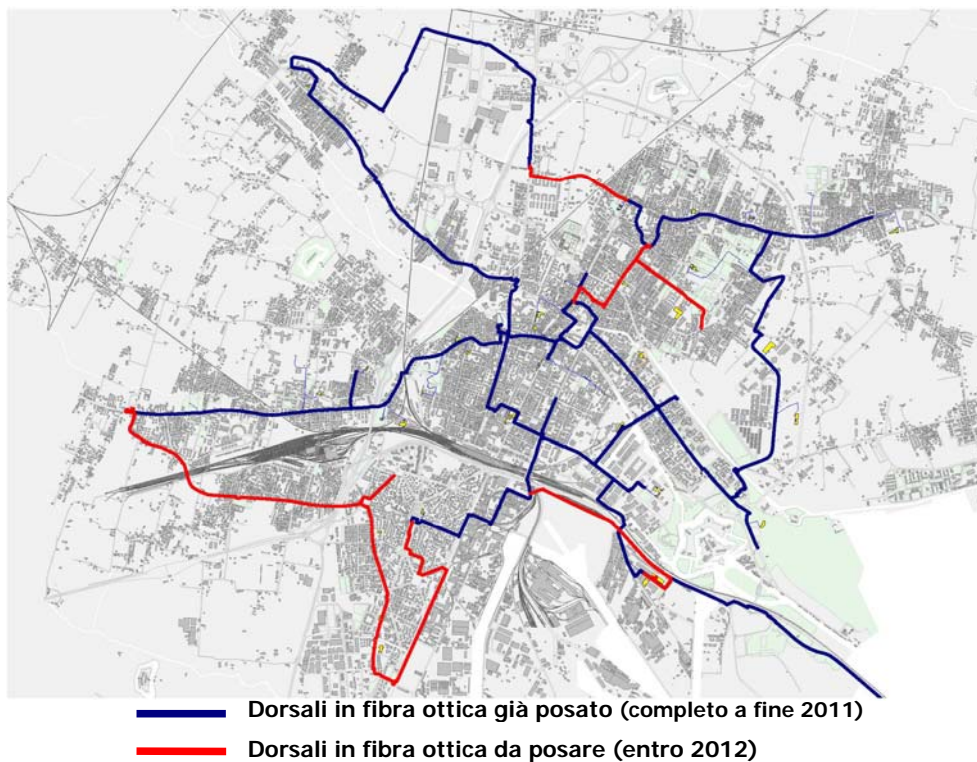 Dorsali in fibra ottica già posato (completo a fine 2011)
Dorsali in fibra ottica da posare (entro 2012)